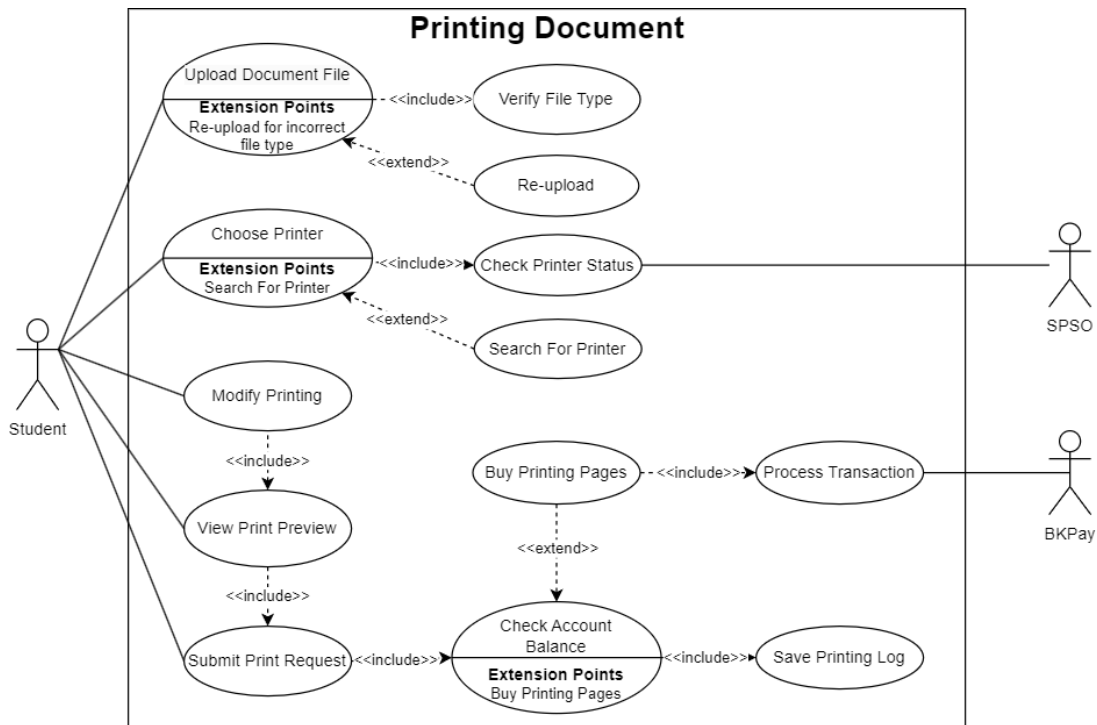 Printing Document
Upload Document File
Extension Points
Re-upload for incorrect
file type
<<include>>
Verify File Type
<<extend>>
Re-upload
Choose Printer
Extension Points
Search For Printer
<<include>>
Check Printer Status
<<extend>>
Search For Printer
SPSO
Student
Modify Printing
<<include>>
View Print Preview
<<include>>
Submit Print Request
<<include>>
Buy Printing Pages
<<include>>
Process Transaction
BKPay
<<extend>>
Check Account
Balance
Extension Points
Buy Printing Pages
<<include>>
Save Printing Log